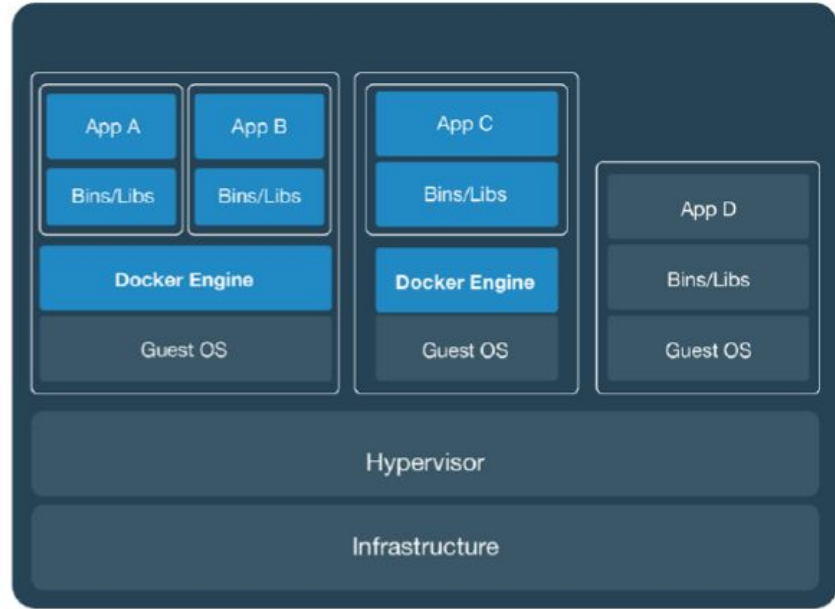 App A
App B
Bins/Libs
Bins/Libs
Docker Engine
Guest OS
App C
Bins/Libs
Docker Engine
Guest OS
App D
Bins/Libs
Guest OS
Hypervisor
Infrastructure